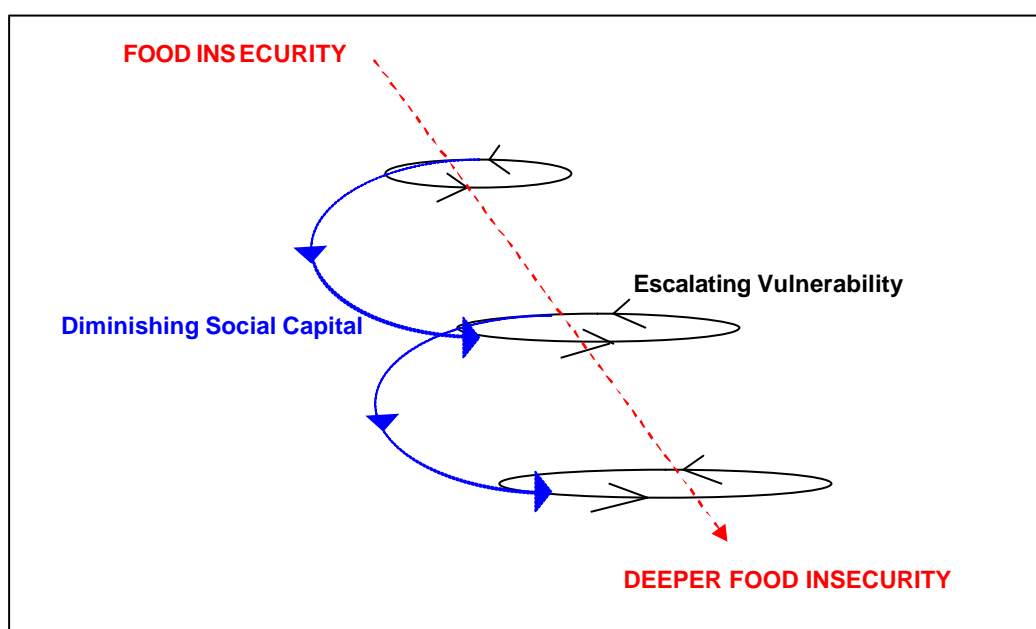 FOOD INSECURITY
Escalating Vulnerability
Diminishing Social Capital
DEEPER FOOD INSECURITY